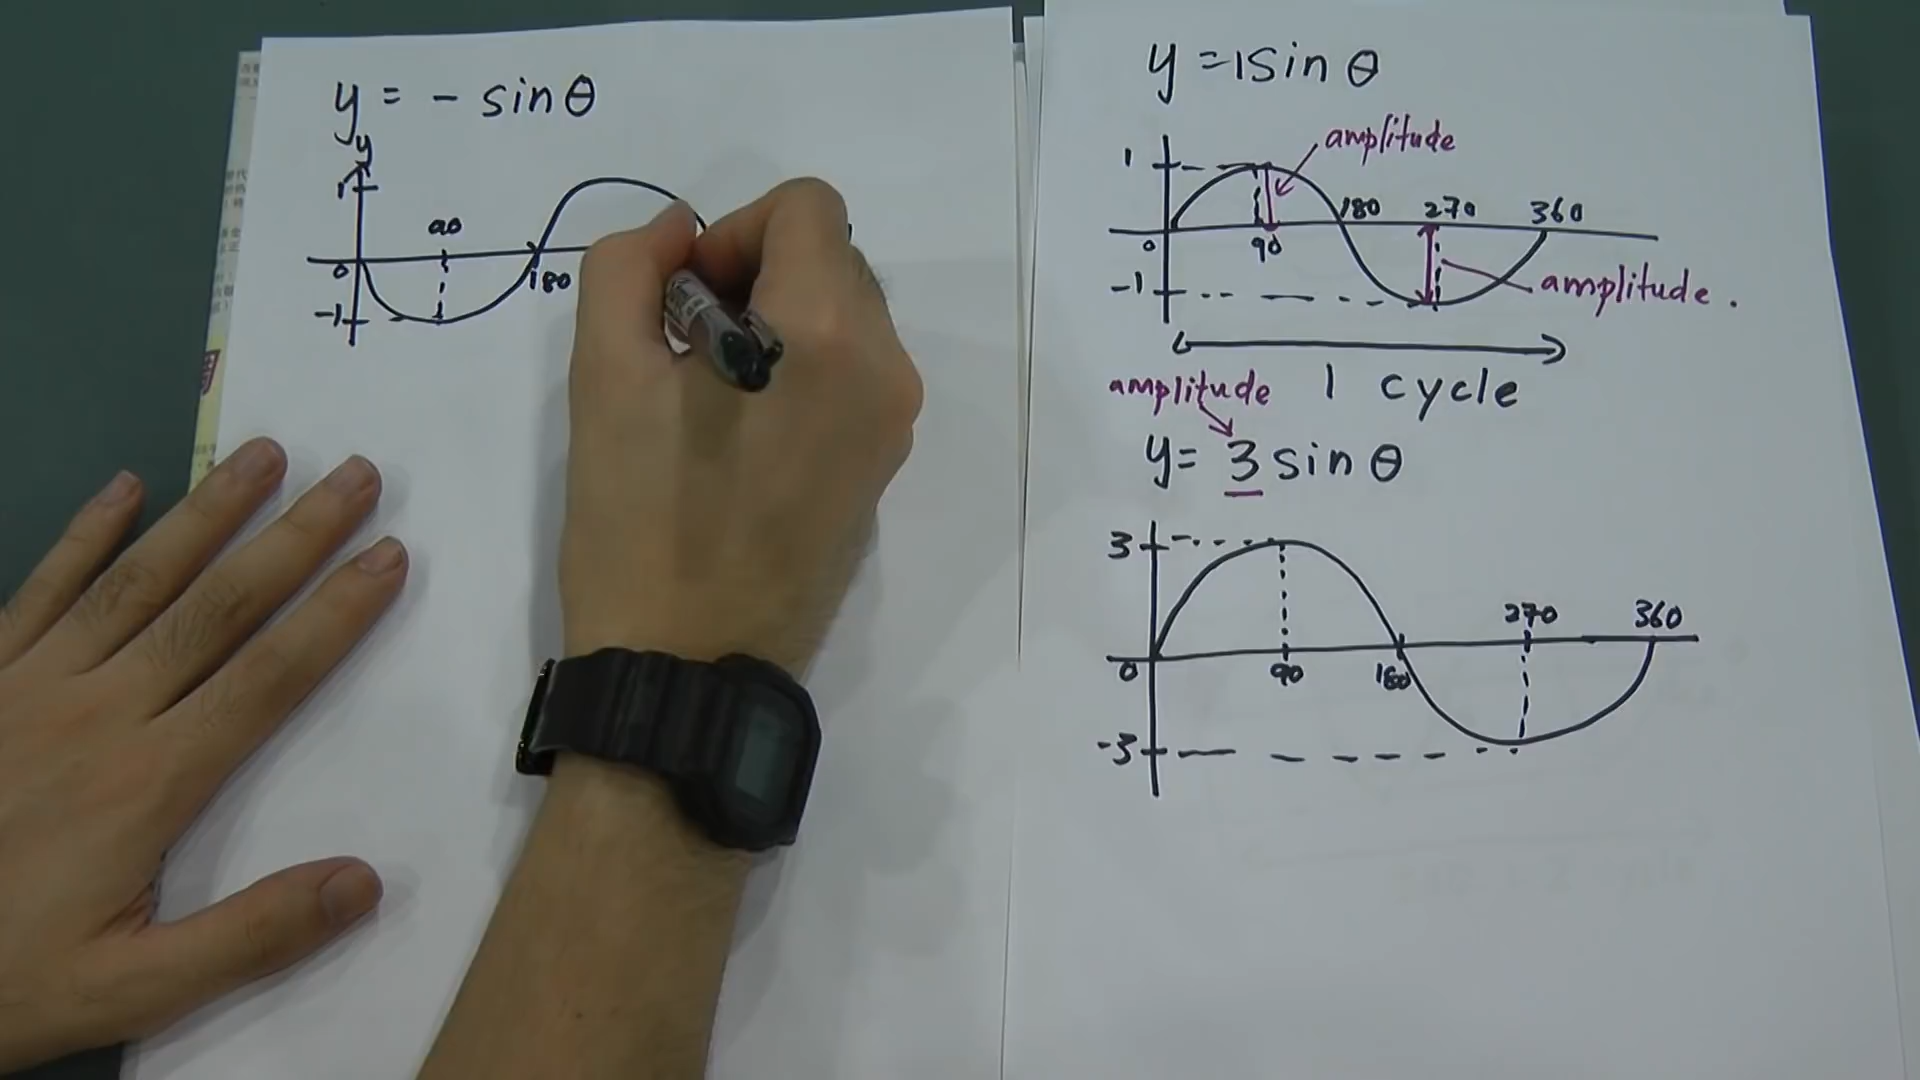 y = - sinθ
y
1
90
0
180
-1
y = 1sin θ
amplitude
1
180 270 360
0
90
-1
amplitude.
1 cycle
amplitude
y = 3 sin θ
3
270 360
0
90 180
-3